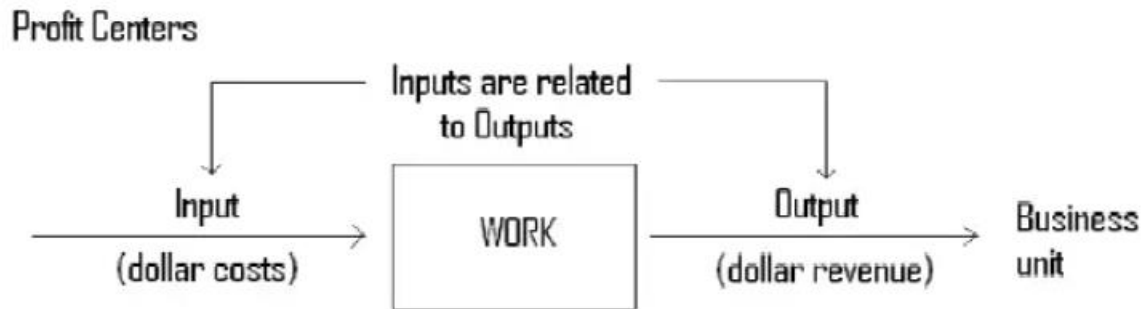 Profit Centers
Inputs are related
to Outputs
Input
(dollar costs)
WORK
Output
(dollar revenue)
Business
unit